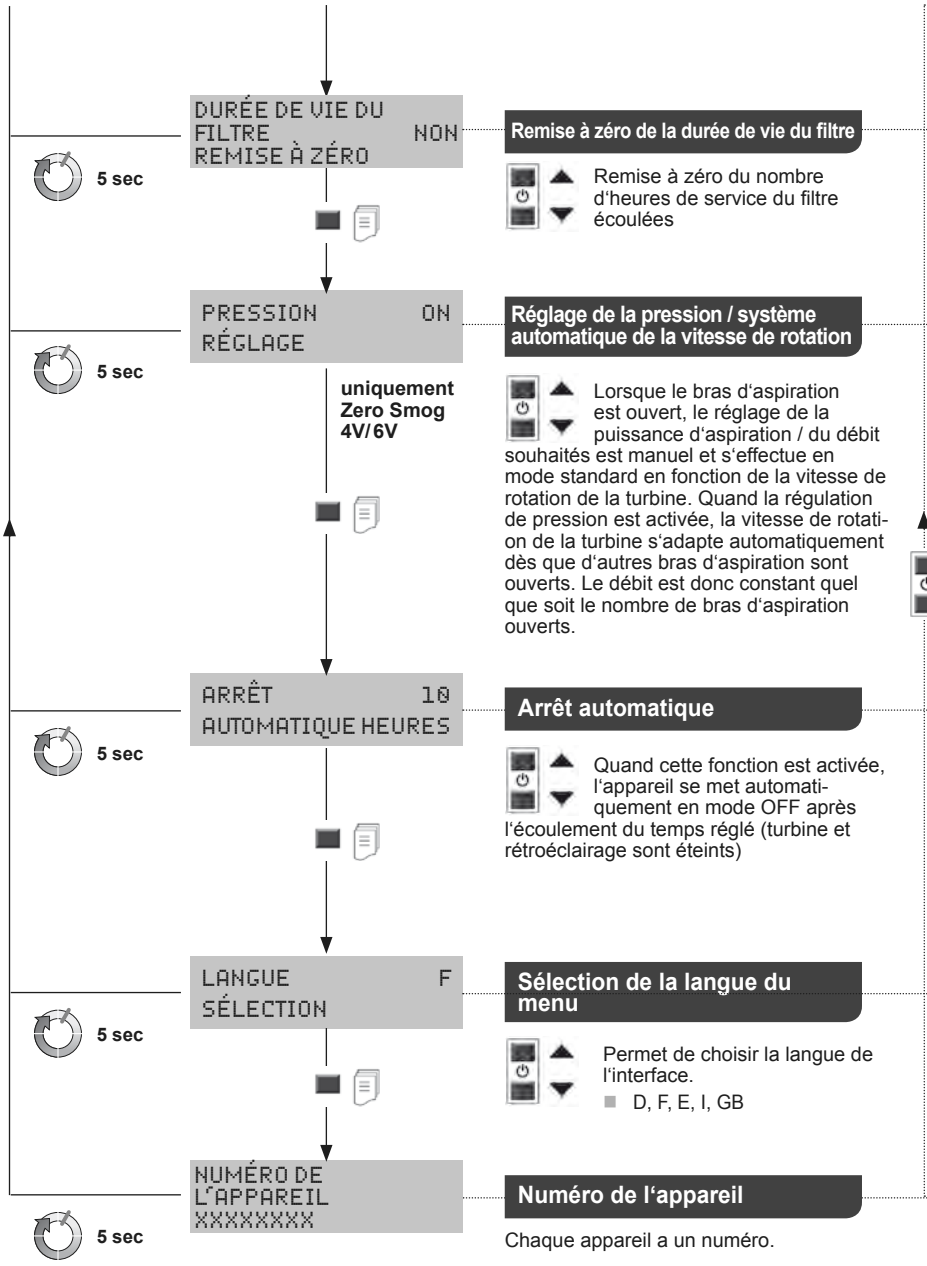 DURÉE DE VIE DU
FILTRE NON
REMISE À ZÉRO
Remise à zéro de la durée de vie du filtre
5 sec
Remise à zéro du nombre
d‘heures de service du filtre
écoulées
PRESSION ON
RÉGLAGE
Réglage de la pression / système
automatique de la vitesse de rotation
5 sec
uniquement
Zero Smog
4V/6V
Lorsque le bras d‘aspiration
est ouvert, le réglage de la
puissance d‘aspiration / du débit
souhaités est manuel et s‘effectue en
mode standard en fonction de la vitesse de
rotation de la turbine. Quand la régulation
de pression est activée, la vitesse de rotati-
on de la turbine s‘adapte automatiquement
dès que d‘autres bras d‘aspiration sont
ouverts. Le débit est donc constant quel
que soit le nombre de bras d‘aspiration
ouverts.
ARRÊT 10
AUTOMATIQUE HEURES
Arrêt automatique
5 sec
Quand cette fonction est activée,
l‘appareil se met automati-
quement en mode OFF après
l‘écoulement du temps réglé (turbine et
rétroéclairage sont éteints)
LANGUE F
SÉLECTION
Sélection de la langue du
menu
5 sec
Permet de choisir la langue de
l‘interface.
D, F, E, I, GB
NUMÉRO DE
L'APPAREIL
XXXXXXXX
Numéro de l‘appareil
5 sec
Chaque appareil a un numéro.